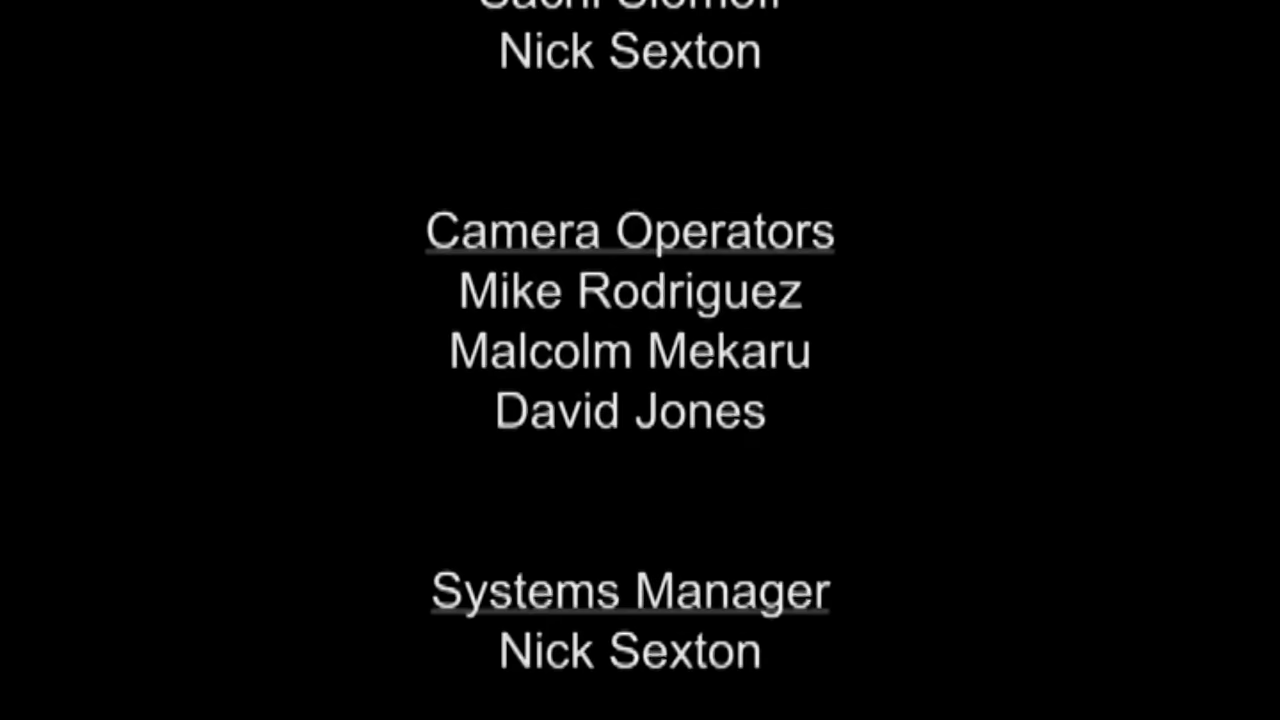 Nick Sexton
Camera Operators
Mike Rodriguez
Malcolm Mekaru
David Jones
Systems Manager
Nick Sexton